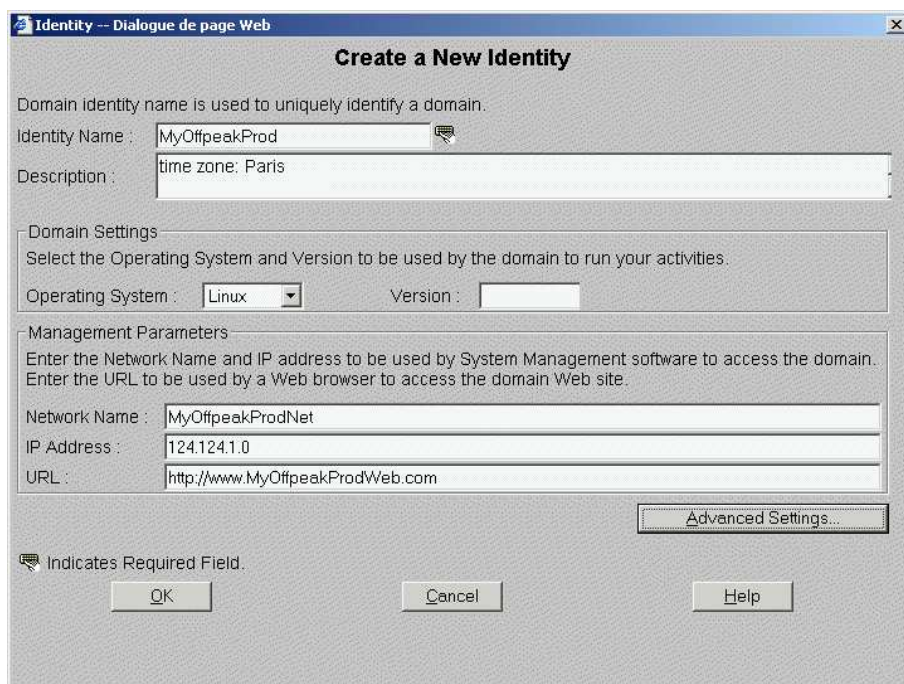 Identity -- Dialogue de page Web
Create a New Identity
Domain identity name is used to uniquely identify a domain.
Identity Name : MyOffpeakProd
Description : time zone: Paris
Domain Settings
Select the Operating System and Version to be used by the domain to run your activities.
Operating System : Linux Version :
Management Parameters
Enter the Network Name and IP address to be used by System Management software to access the domain.
Enter the URL to be used by a Web browser to access the domain Web site.
Network Name : MyOffpeakProdNet
IP Address : 124.124.1.0
URL : http://www.MyOffpeakProdWeb.com
Advanced Settings...
Indicates Required Field.
OK Cancel Help